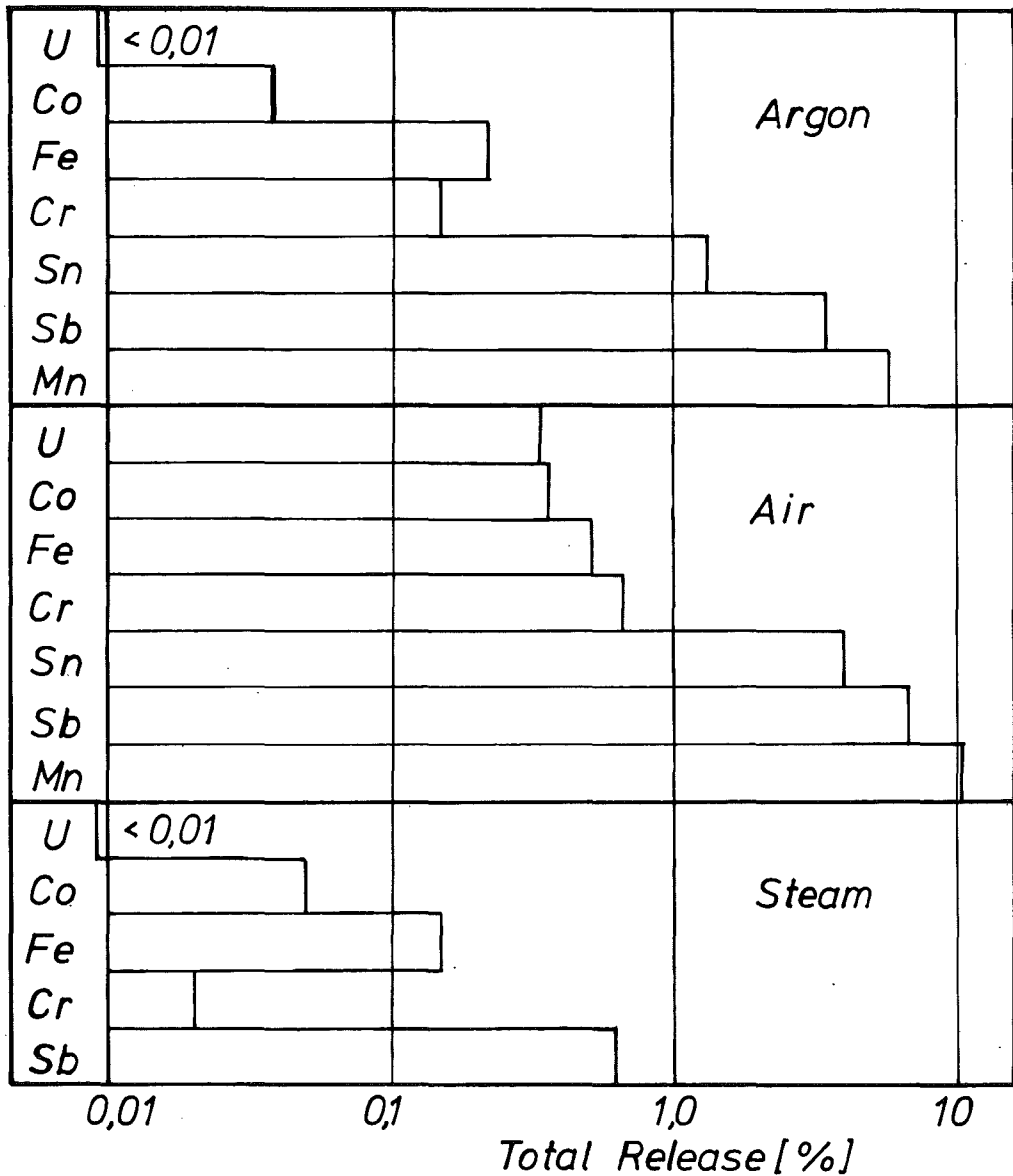 U < 0,01
Co
Argon
Fe
Cr
Sn
Sb
Mn
U
Co
Air
Fe
Cr
Sn
Sb
Mn
U < 0,01
Co
Steam
Fe
Cr
Sb
0,01 0,1 1,0 10
Total Release [%]